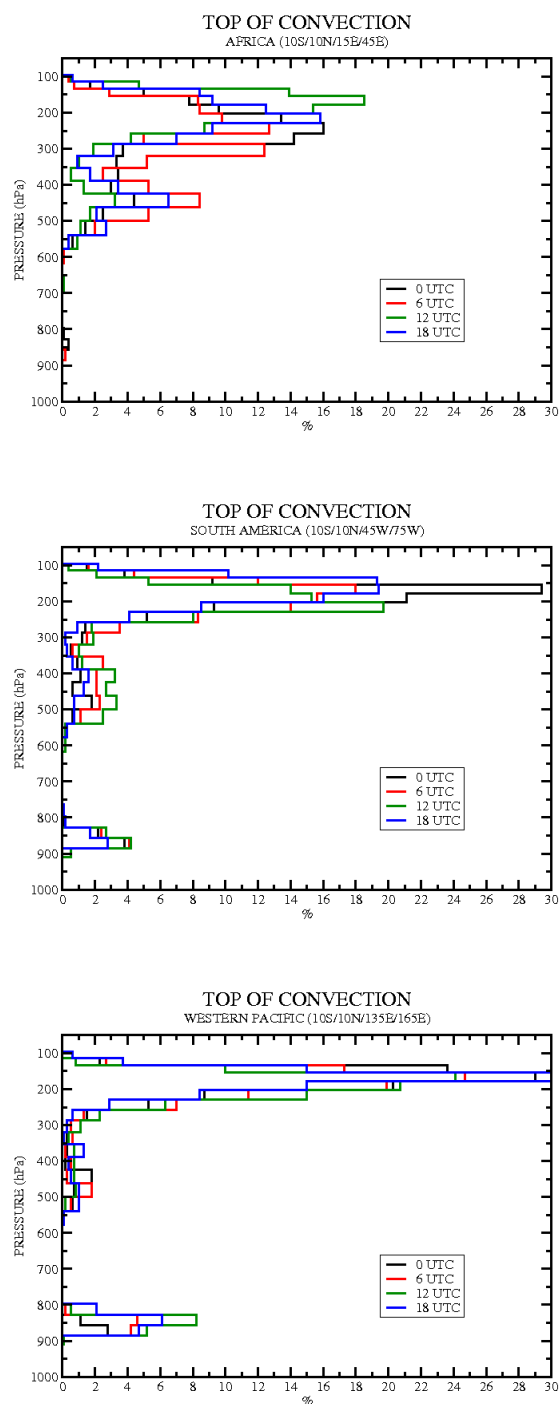 TOP OF CONVECTION
AFRICA (10S/10N/15E/45E)
100
200
300
400
500
600
700
800
900
1000
PRESSURE (hPa)
0 UTC
6 UTC
12 UTC
18 UTC
0 2 4 6 8 10 12 14 16 18 20 22 24 26 28 30
%
TOP OF CONVECTION
SOUTH AMERICA (10S/10N/45W/75W)
100
200
300
400
500
600
700
800
900
1000
PRESSURE (hPa)
0 UTC
6 UTC
12 UTC
18 UTC
0 2 4 6 8 10 12 14 16 18 20 22 24 26 28 30
%
TOP OF CONVECTION
WESTERN PACIFIC (10S/10N/135E/165E)
100
200
300
400
500
600
700
800
900
1000
PRESSURE (hPa)
0 UTC
6 UTC
12 UTC
18 UTC
0 2 4 6 8 10 12 14 16 18 20 22 24 26 28 30
%